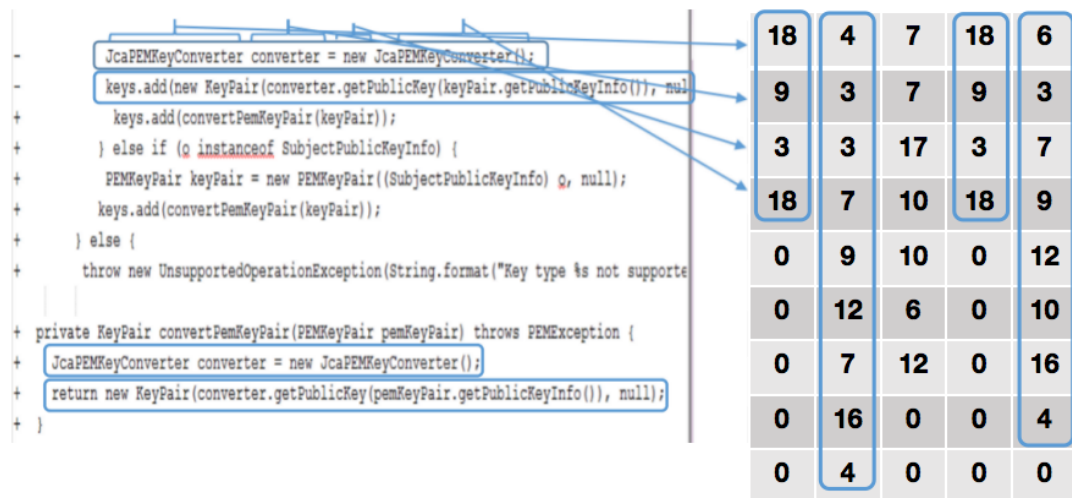 - JcaPEMKeyConverter converter = new JcaPEMKeyConverter();
- keys.add(new KeyPair(converter.getPublicKey(keyPair.getPublicKeyInfo()), nul
+ keys.add(convertPemKeyPair(keyPair));
+ } else if (o instanceof SubjectPublicKeyInfo) {
+ PEMKeyPair keyPair = new PEMKeyPair((SubjectPublicKeyInfo) o, null);
+ keys.add(convertPemKeyPair(keyPair));
+ } else {
+ throw new UnsupportedOperationException(String.format("Key type %s not supporte
+ private KeyPair convertPemKeyPair(PEMKeyPair pemKeyPair) throws PEMException {
+ JcaPEMKeyConverter converter = new JcaPEMKeyConverter();
+ return new KeyPair(converter.getPublicKey(pemKeyPair.getPublicKeyInfo()), null);
+ }
18 4 7 18 6
9 3 7 9 3
3 3 17 3 7
18 7 10 18 9
0 9 10 0 12
0 12 6 0 10
0 7 12 0 16
0 16 0 0 4
0 4 0 0 0